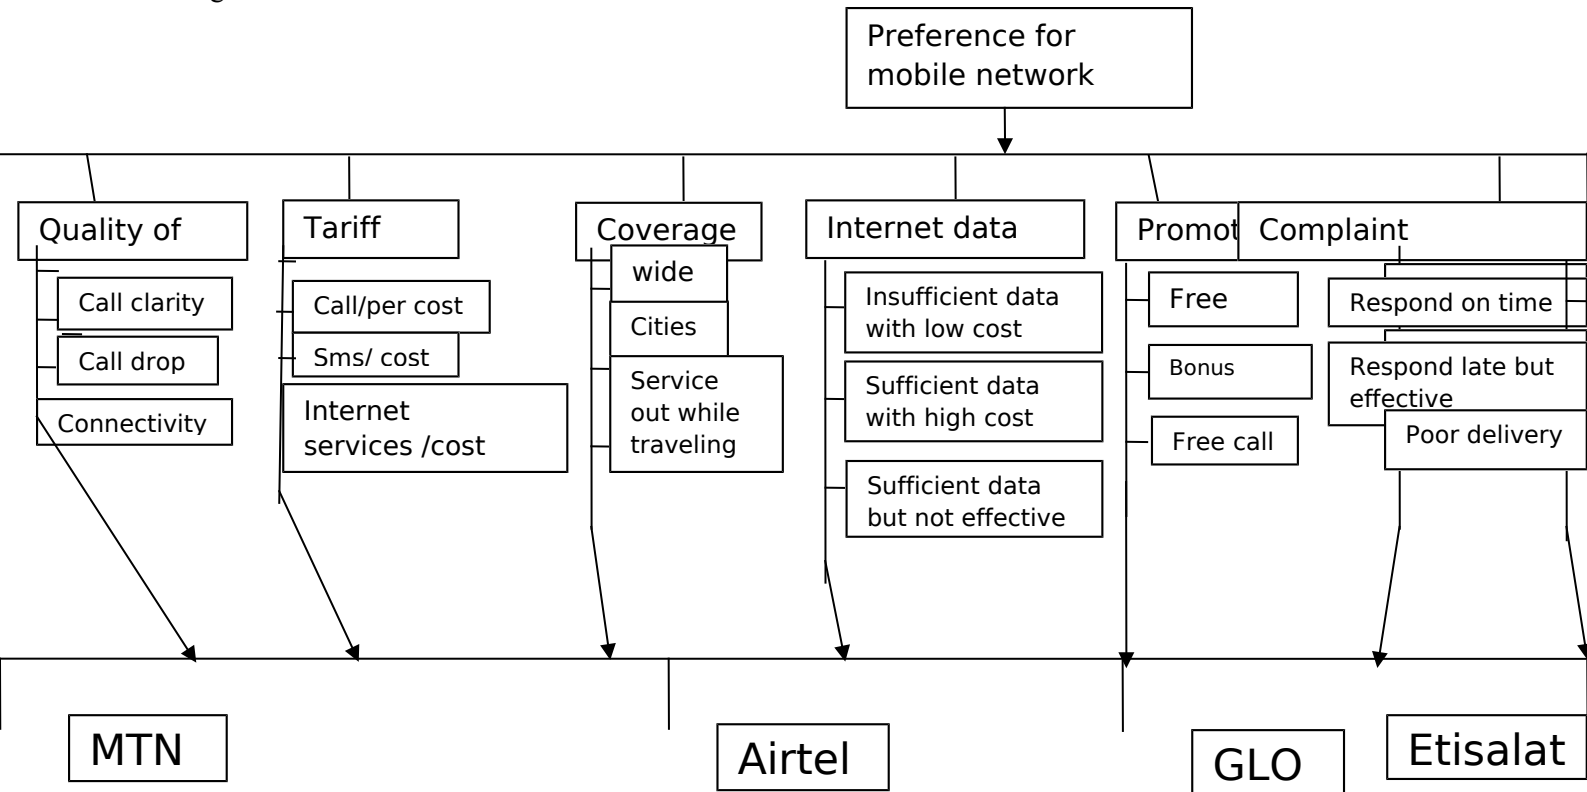 Preference for
mobile network
Quality of
Tariff
Coverage
Internet data
Promot
Complaint
Call clarity
Call drop
Connectivity
Call/per cost
Sms/ cost
Internet
services /cost
wide
Cities
Service
out while
traveling
Insufficient data
with low cost
Sufficient data
with high cost
Sufficient data
but not effective
Free
Bonus
Free call
Respond on time
Respond late but
effective
Poor delivery
MTN
Airtel
GLO
Etisalat